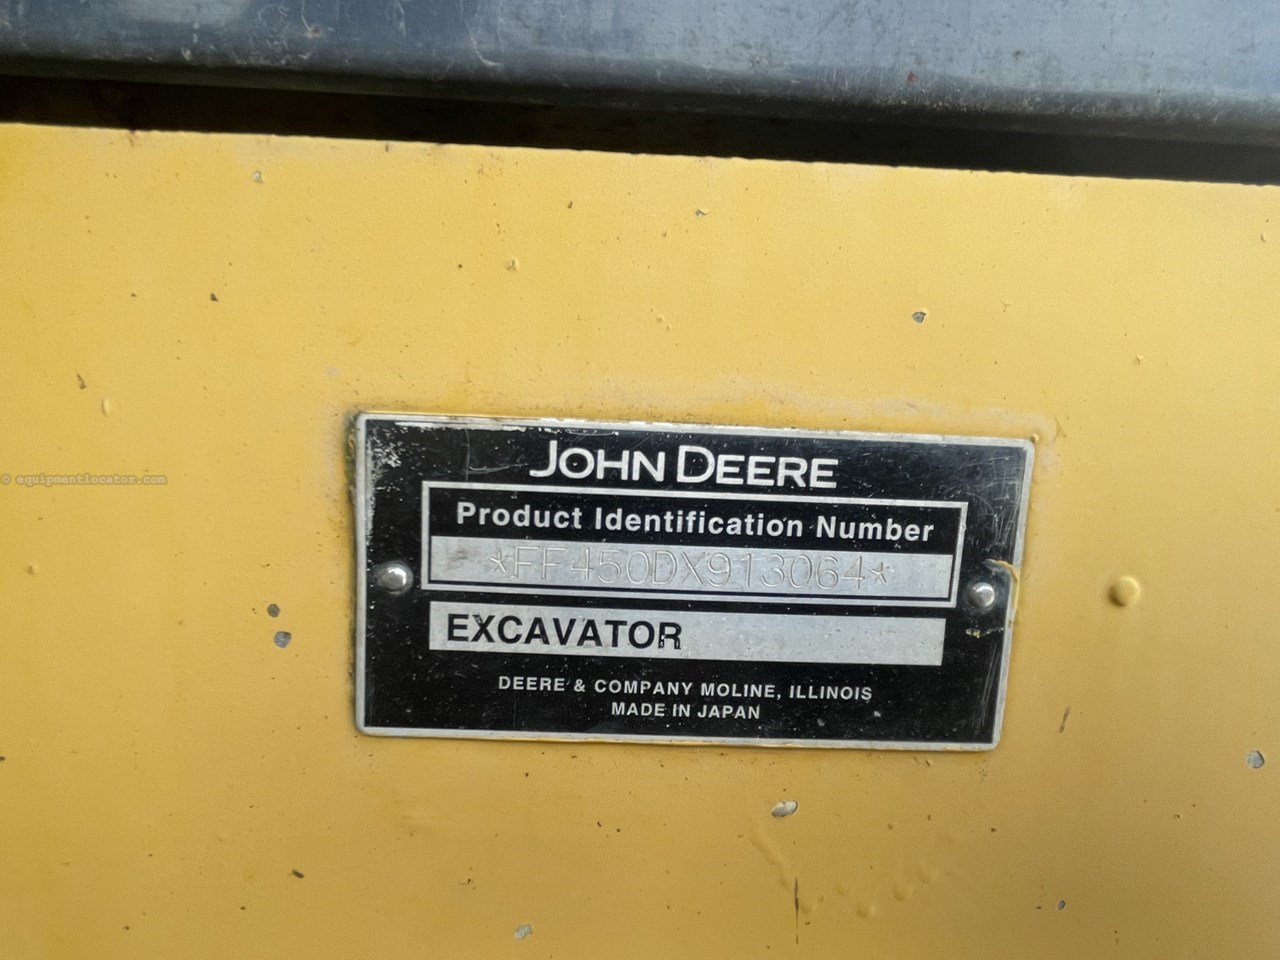 © equipmentlocator.com
JOHN DEERE
Product Identification Number
*FF450DX913064*
EXCAVATOR
DEERE & COMPANY MOLINE, ILLINOIS
MADE IN JAPAN